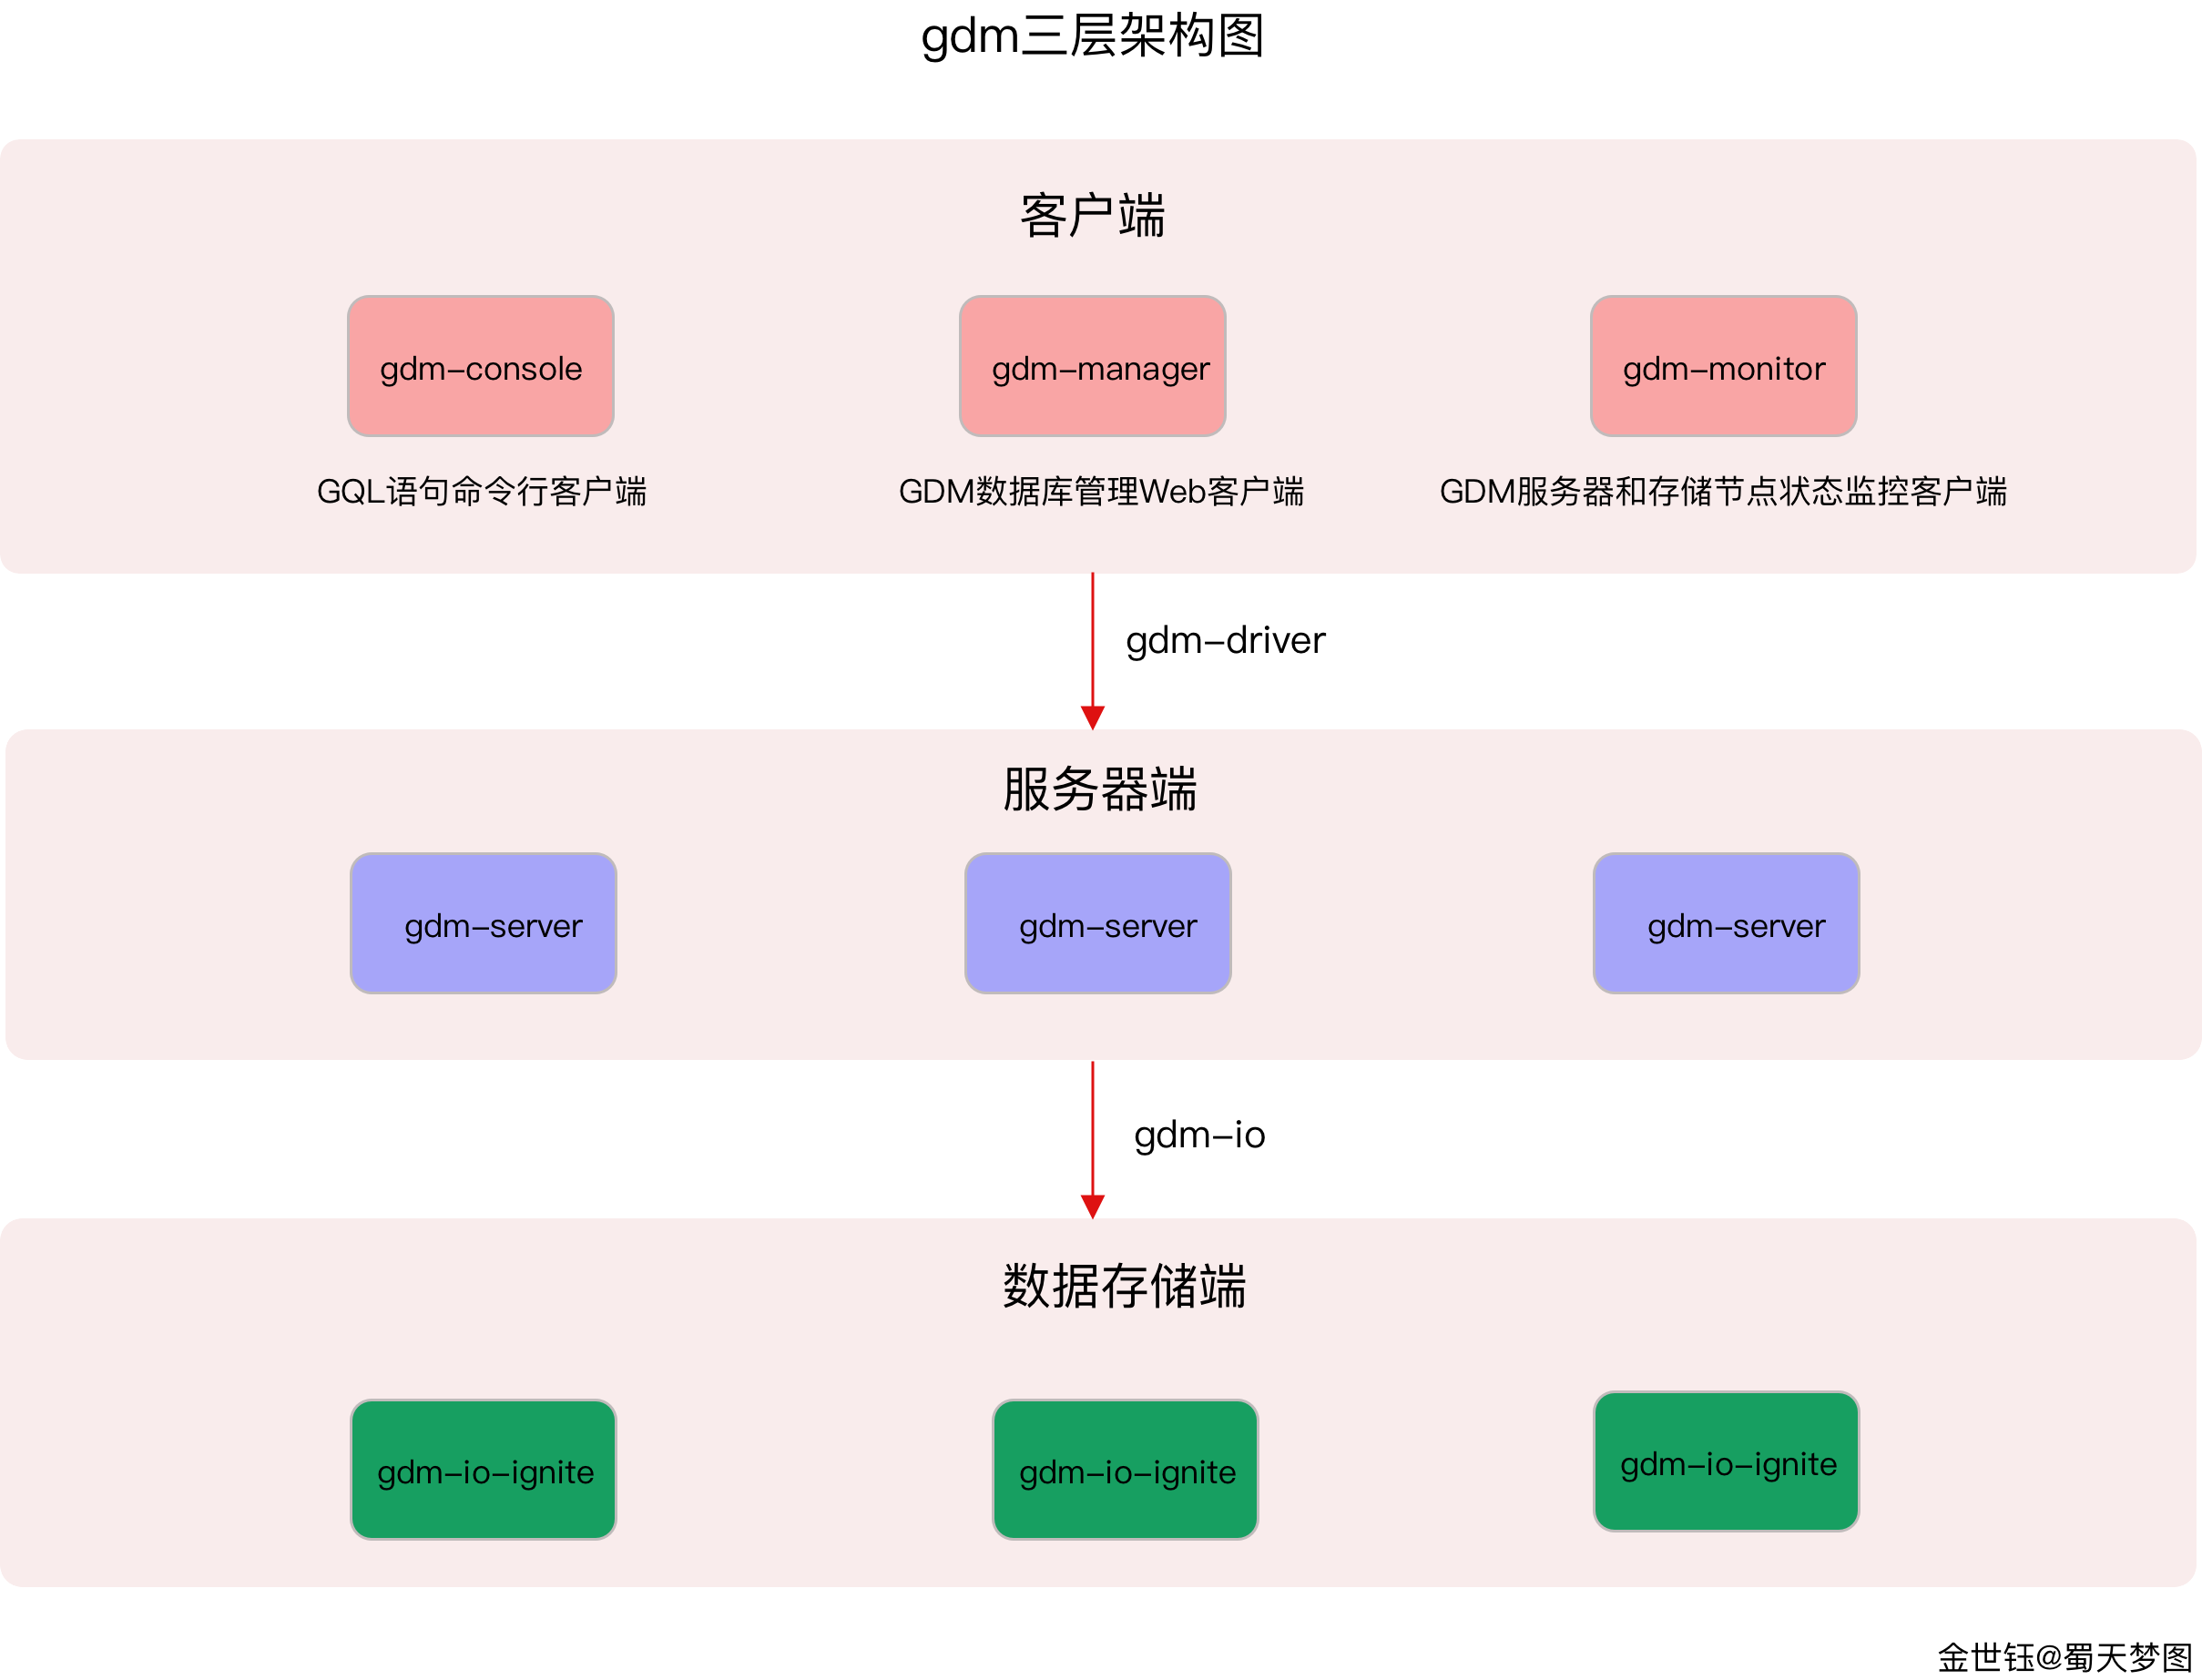 gdm三层架构图
客户端
gdm-console
gdm-manager
gdm-monitor
GQL语句命令行客户端
GDM数据库管理Web客户端
GDM服务器和存储节点状态监控客户端
gdm-driver
服务器端
gdm-server
gdm-server
gdm-server
gdm-io
数据存储端
gdm-io-ignite
gdm-io-ignite
gdm-io-ignite
金世钰@蜀天梦图